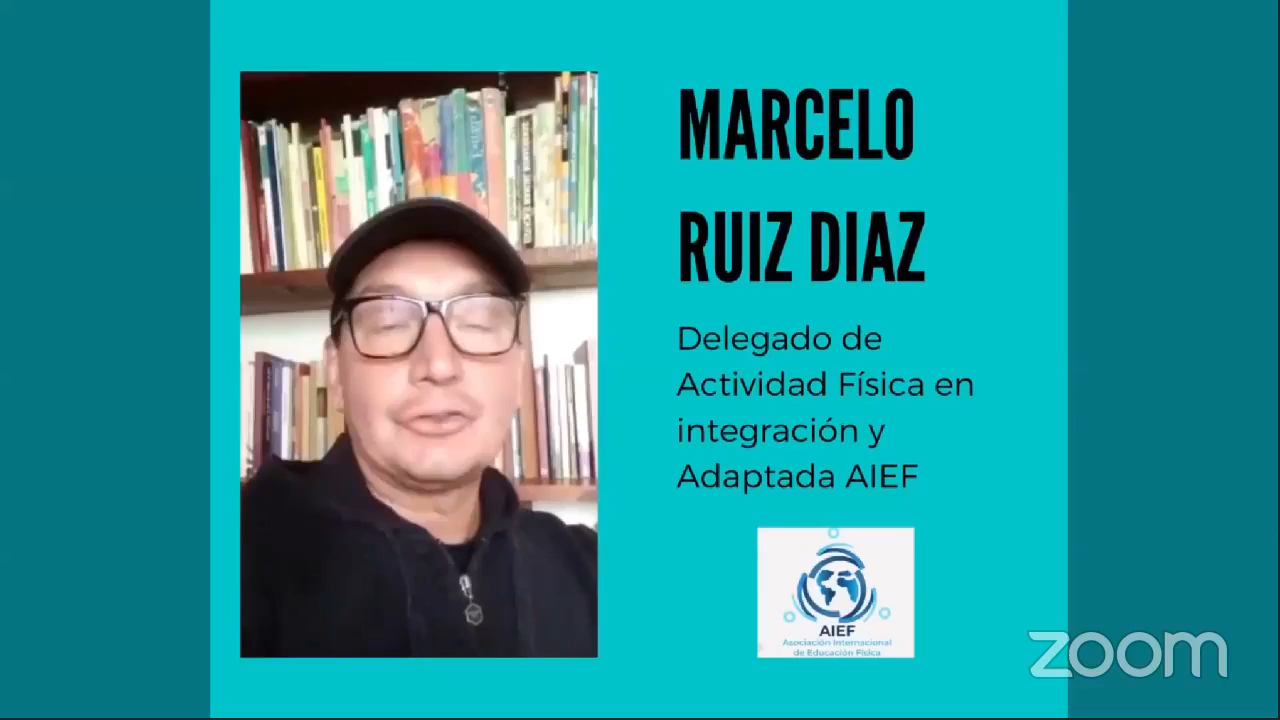 MARCELO
RUIZ DIAZ
Delegado de
Actividad Física en
integración y
Adaptada AIEF
AIEF
Asociación Internacional
de Educación Física
zoom